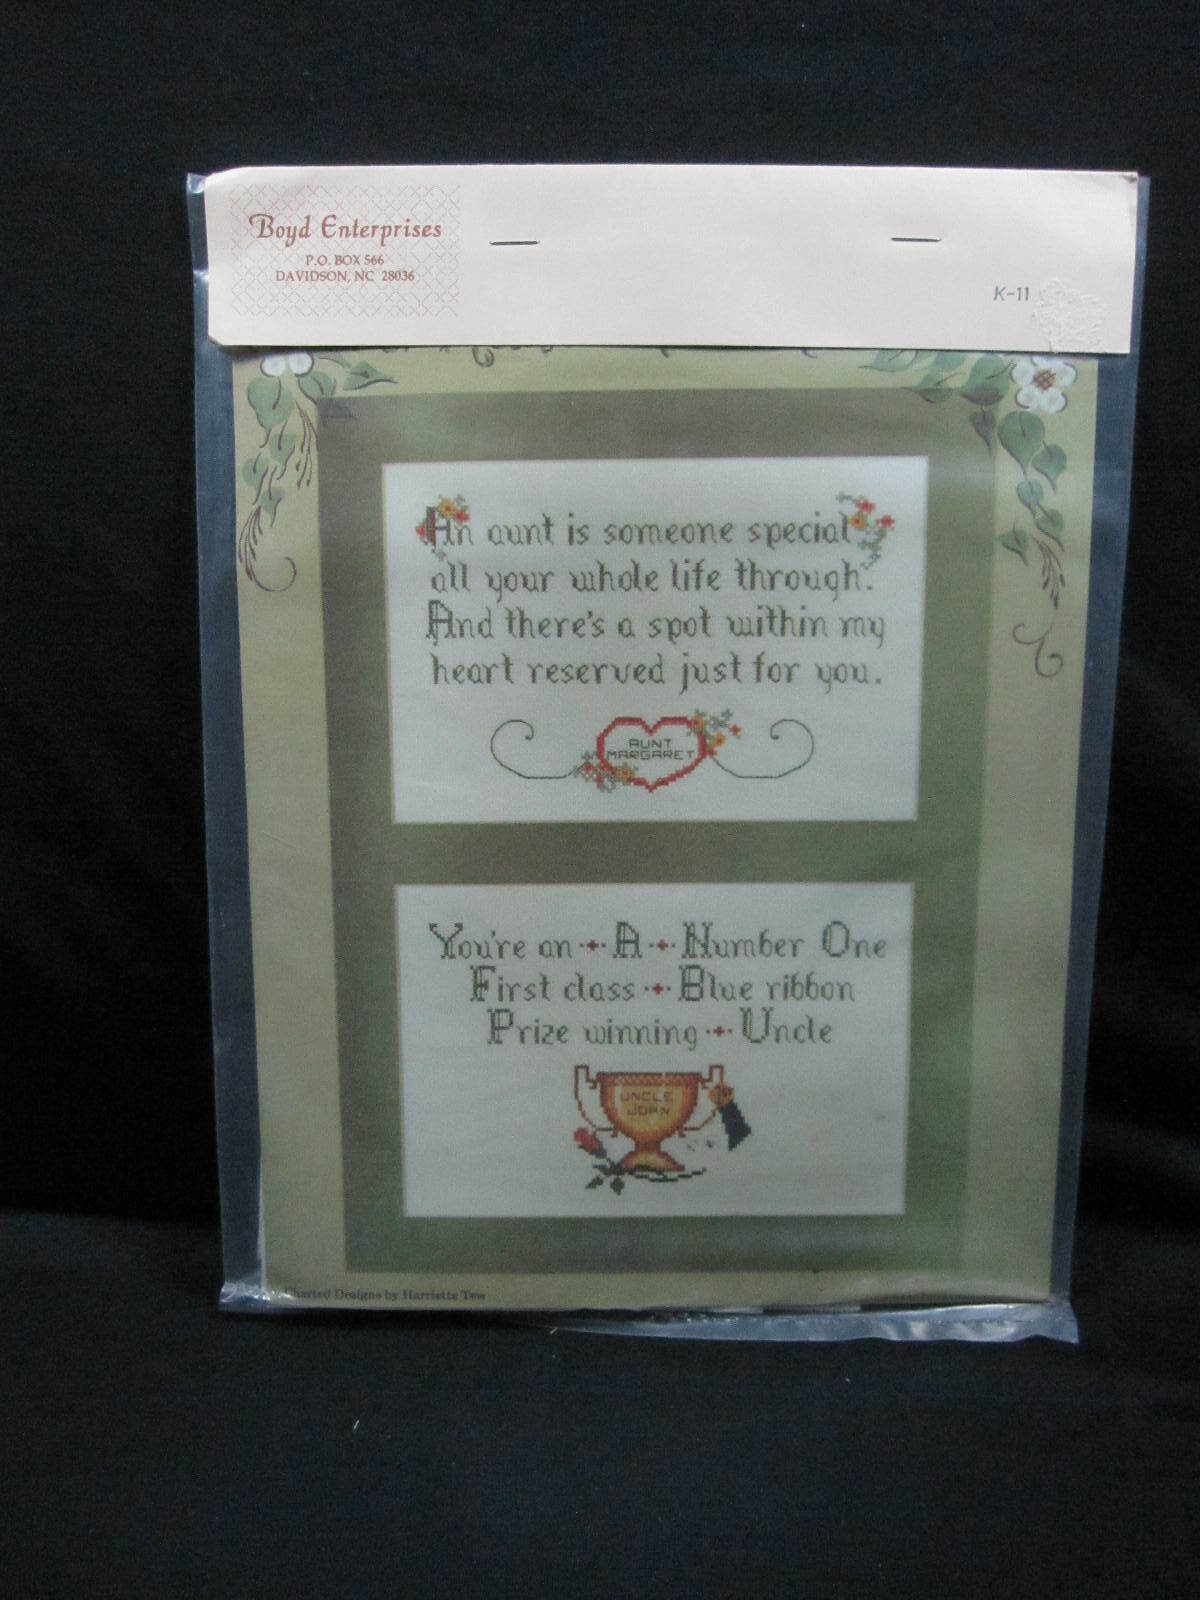 Boyd Enterprises
P.O. BOX 566
DAVIDSON, NC 28036
K-11
An aunt is someone special
all your whole life through.
And there's a spot within my
heart reserved just for you.
AUNT
MARGARET
You're an A Number One
First class Blue ribbon
Prize winning Uncle
UNCLE
JOHN
1ST
Charted Designs by Harriette Tew